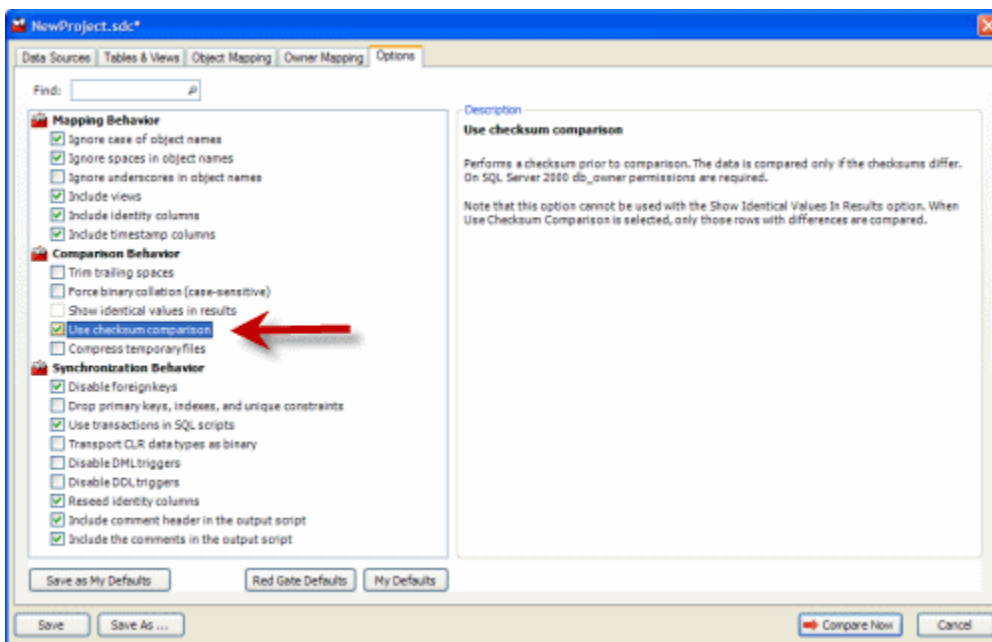 NewProject.sdc*
Data Sources Tables & Views Object Mapping Owner Mapping Options
Find:
Mapping Behavior
Ignore case of object names
Ignore spaces in object names
Ignore underscores in object names
Include views
Include identity columns
Include timestamp columns
Comparison Behavior
Trim trailing spaces
Force binary collation (case-sensitive)
Show identical values in results
Use checksum comparison
Compress temporary files
Synchronization Behavior
Disable foreign keys
Drop primary keys, indexes, and unique constraints
Use transactions in SQL scripts
Transport CLR data types as binary
Disable DML triggers
Disable DDL triggers
Reseed identity columns
Include comment header in the output script
Include the comments in the output script
Description
Use checksum comparison
Performs a checksum prior to comparison. The data is compared only if the checksums differ.
On SQL Server 2000 db_owner permissions are required.
Note that this option cannot be used with the Show Identical Values In Results option. When
Use Checksum Comparison is selected, only those rows with differences are compared.
Save as My Defaults Red Gate Defaults My Defaults
Save Save As ... Compare Now Cancel